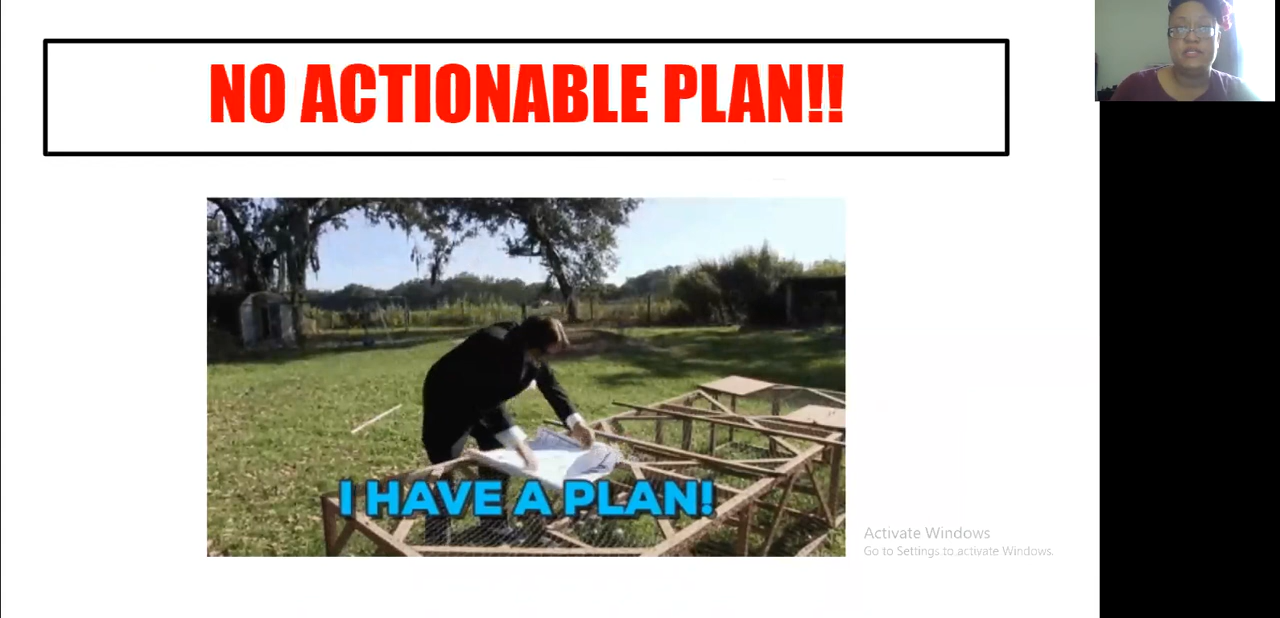 NO ACTIONABLE PLAN!!
I HAVE A PLAN!
Activate Windows
Go to Settings to activate Windows.